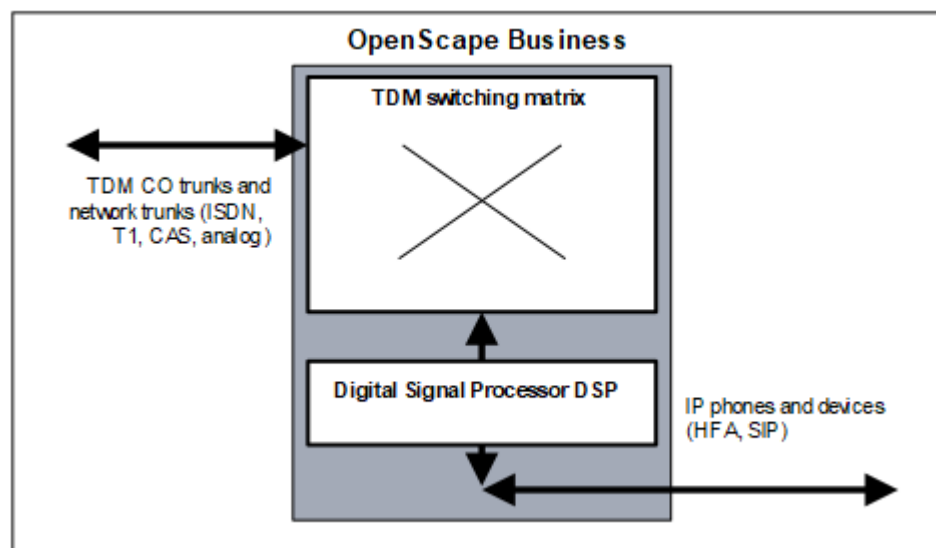 OpenScape Business
TDM switching matrix
TDM CO trunks and
network trunks (ISDN,
T1, CAS, analog)
Digital Signal Processor DSP
IP phones and devices
(HFA, SIP)